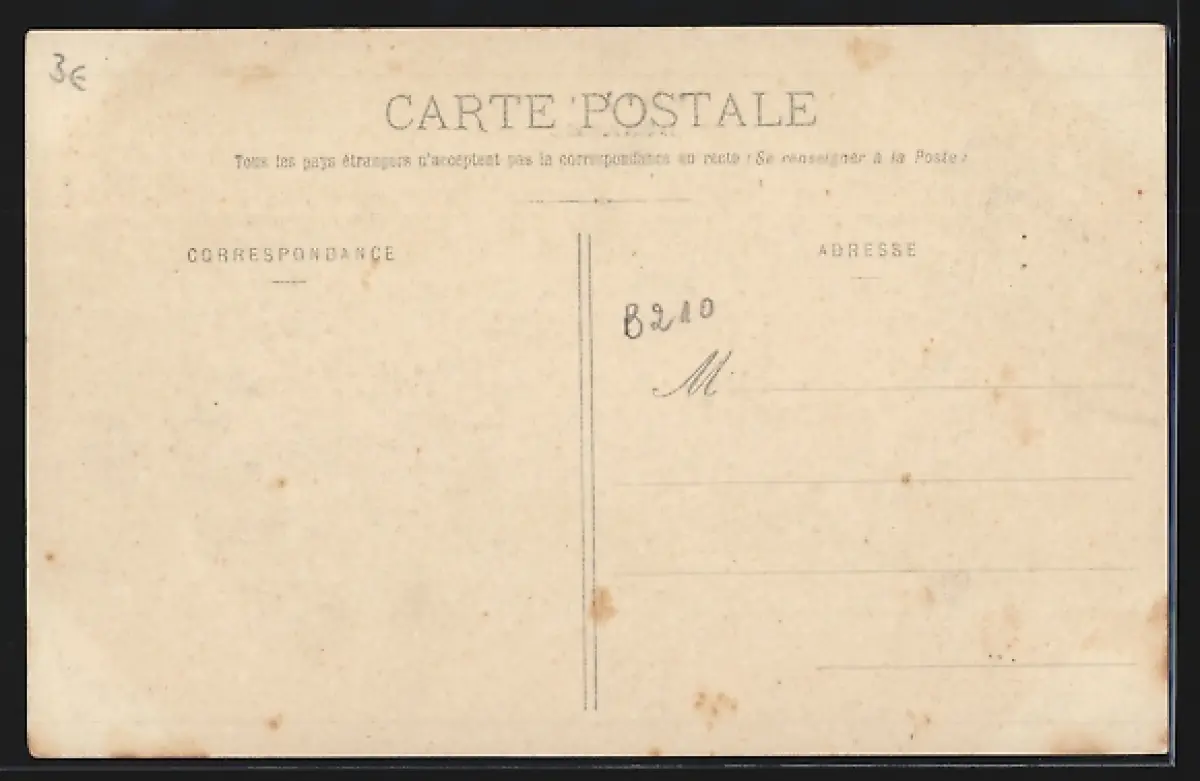 3€
CARTE POSTALE
Tous les pays étrangers n'acceptent pas la correspondance au recto (Se renseigner à la Poste)
CORRESPONDANCE
ADRESSE
B210
M